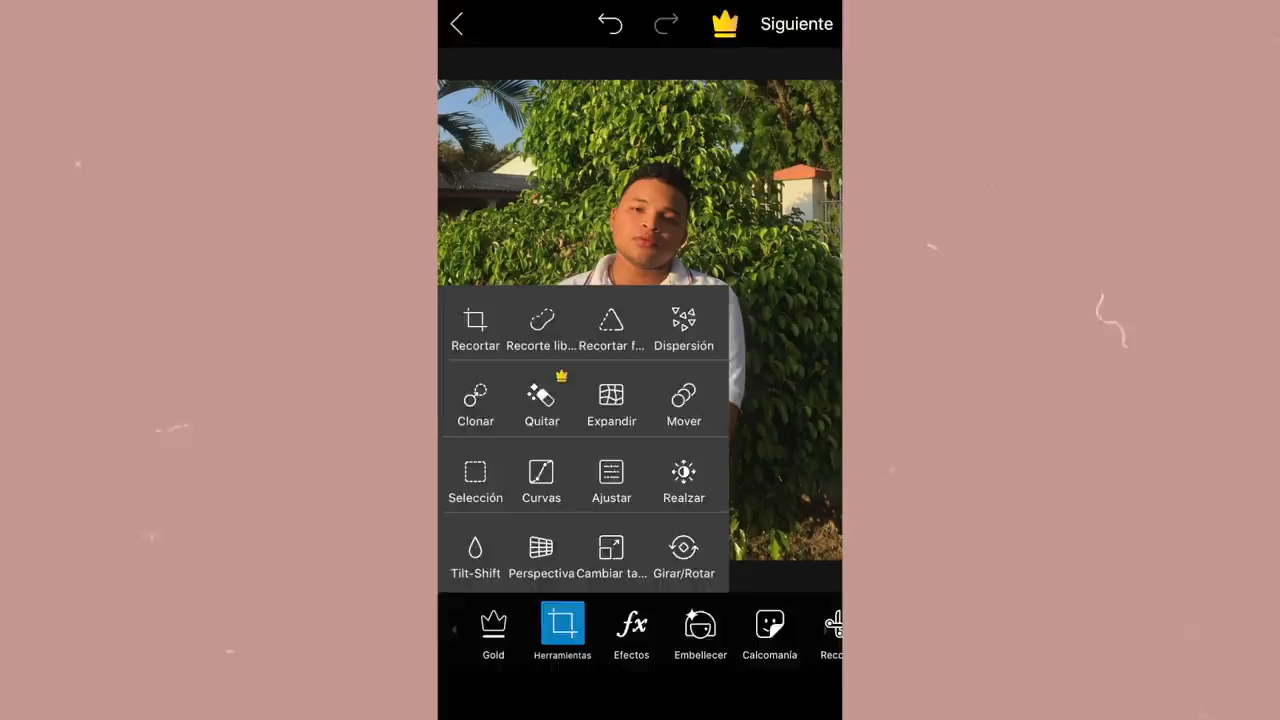 Siguiente
Recortar Recorte lib... Recortar f... Dispersión
Clonar Quitar Expandir Mover
Selección Curvas Ajustar Realzar
Tilt-Shift Perspectiva Cambiar ta... Girar/Rotar
Gold Herramientas Efectos Embellecer Calcomanía Reco